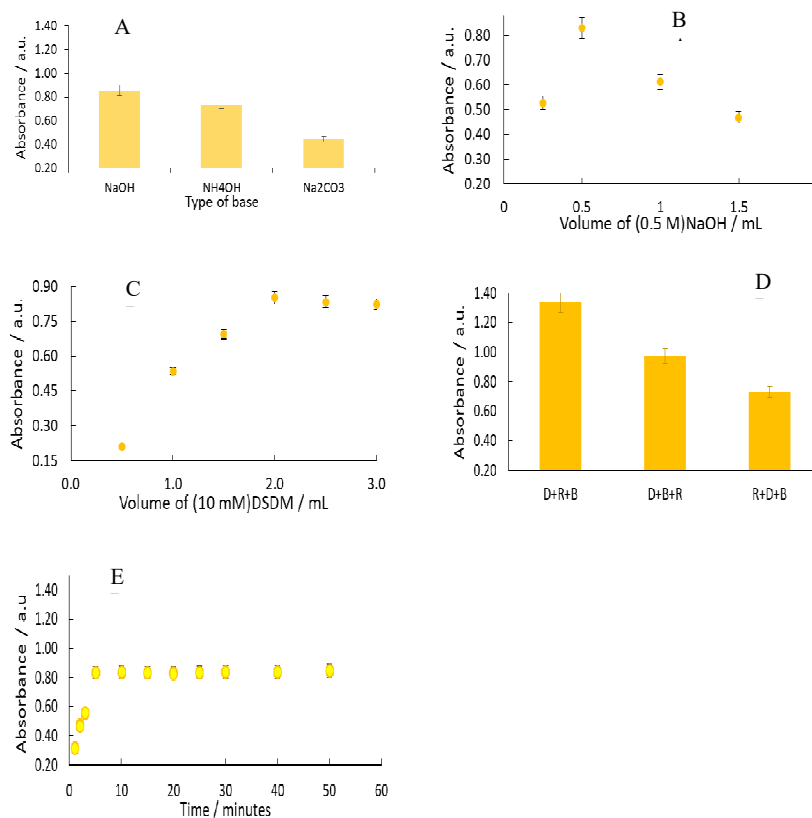 A
Absorbance / a.u.
1.40
1.20
1.00
0.80
0.60
0.40
0.20
NaOH
NH4OH
Na2CO3
Type of base
B
Absorbance / a.u.
0.80
0.70
0.60
0.50
0.40
0.30
0.20
0
0.5
1
1.5
Volume of (0.5 M)NaOH / mL
C
Absorbance / a.u.
0.90
0.75
0.60
0.45
0.30
0.15
0.0
1.0
2.0
3.0
Volume of (10 mM)DSDM / mL
D
Absorbance / a.u.
1.40
1.20
1.00
0.80
0.60
0.40
0.20
D+R+B
D+B+R
R+D+B
E
Absorbance / a.u
1.40
1.20
1.00
0.80
0.60
0.40
0.20
0
10
20
30
40
50
60
Time / minutes